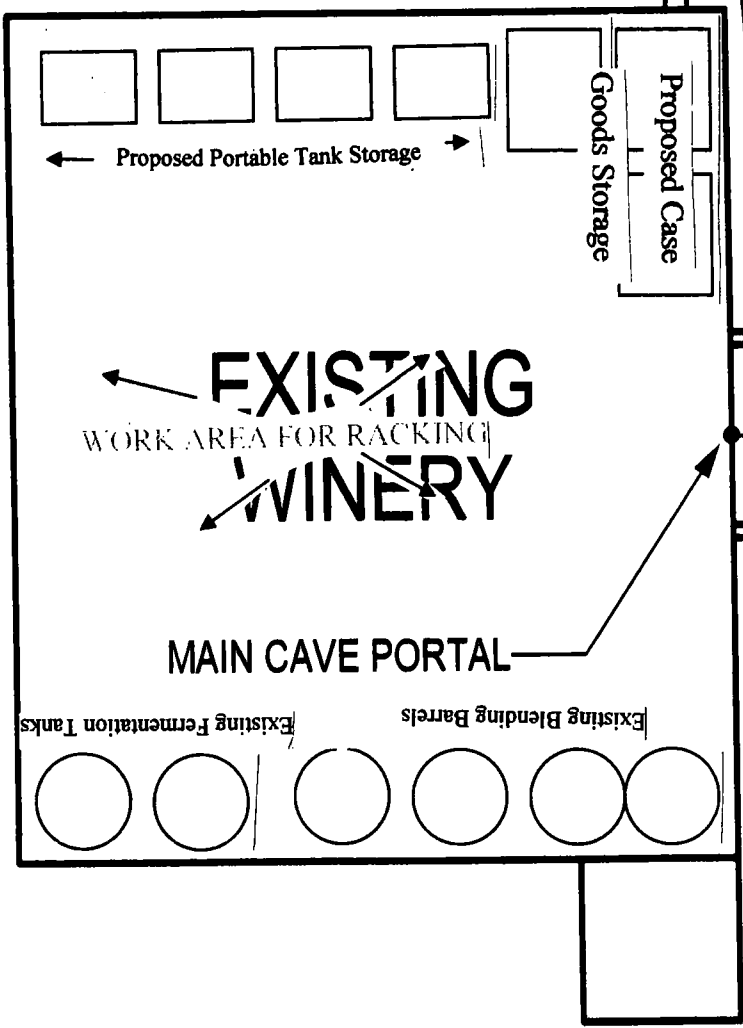 Proposed Portable Tank Storage
Proposed Case
Goods Storage
EXISTING
WORK AREA FOR RACKING
WINERY
MAIN CAVE PORTAL
Existing Fermentation Tanks
Existing Blending Barrels